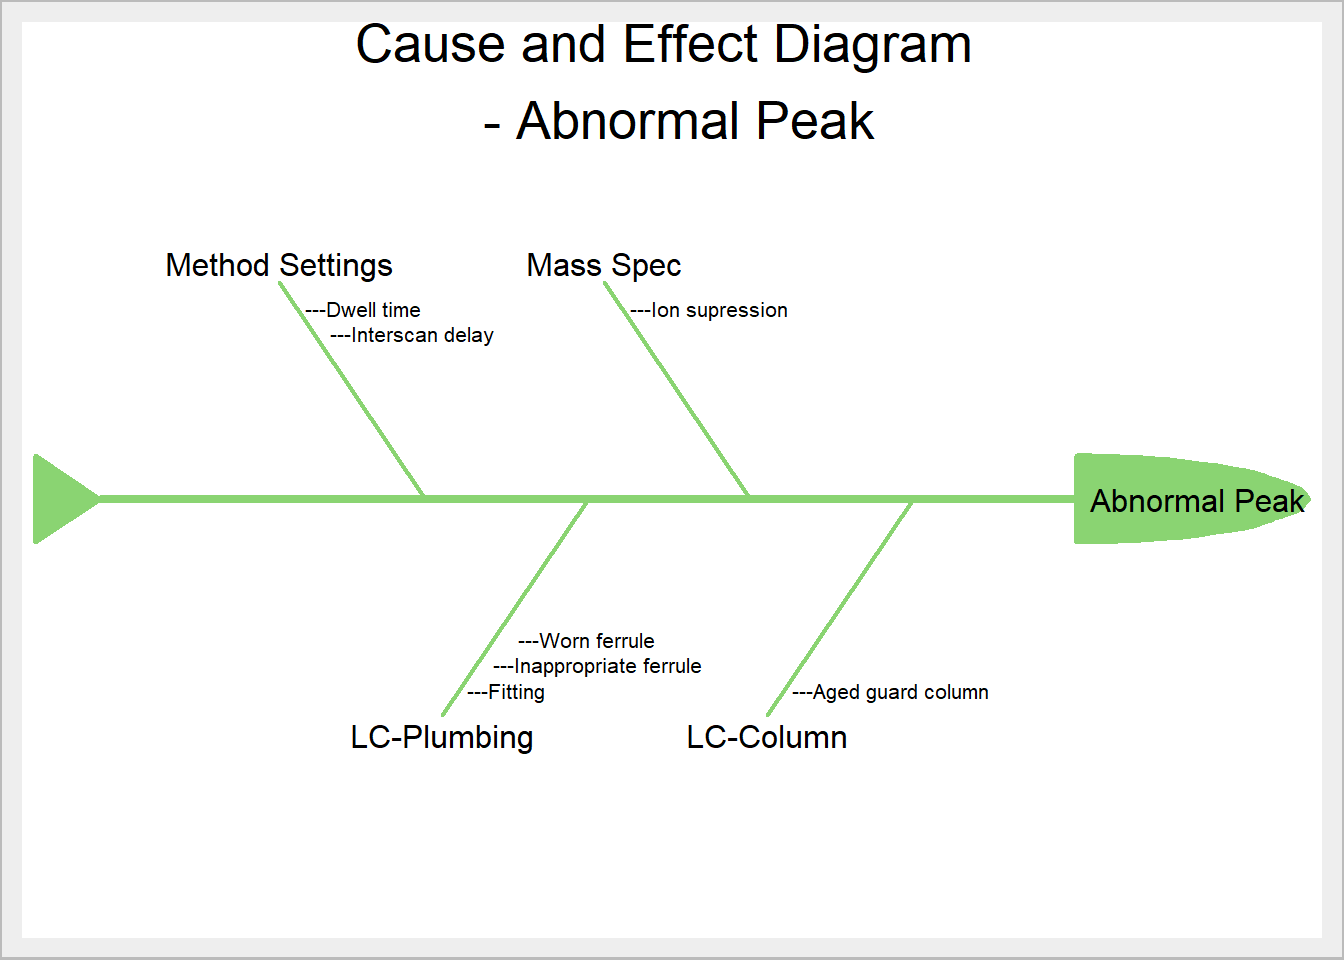 Cause and Effect Diagram
- Abnormal Peak
Method Settings
---Dwell time
---Interscan delay
Mass Spec
---Ion supression
Abnormal Peak
---Worn ferrule
---Inappropriate ferrule
---Fitting
LC-Plumbing
---Aged guard column
LC-Column